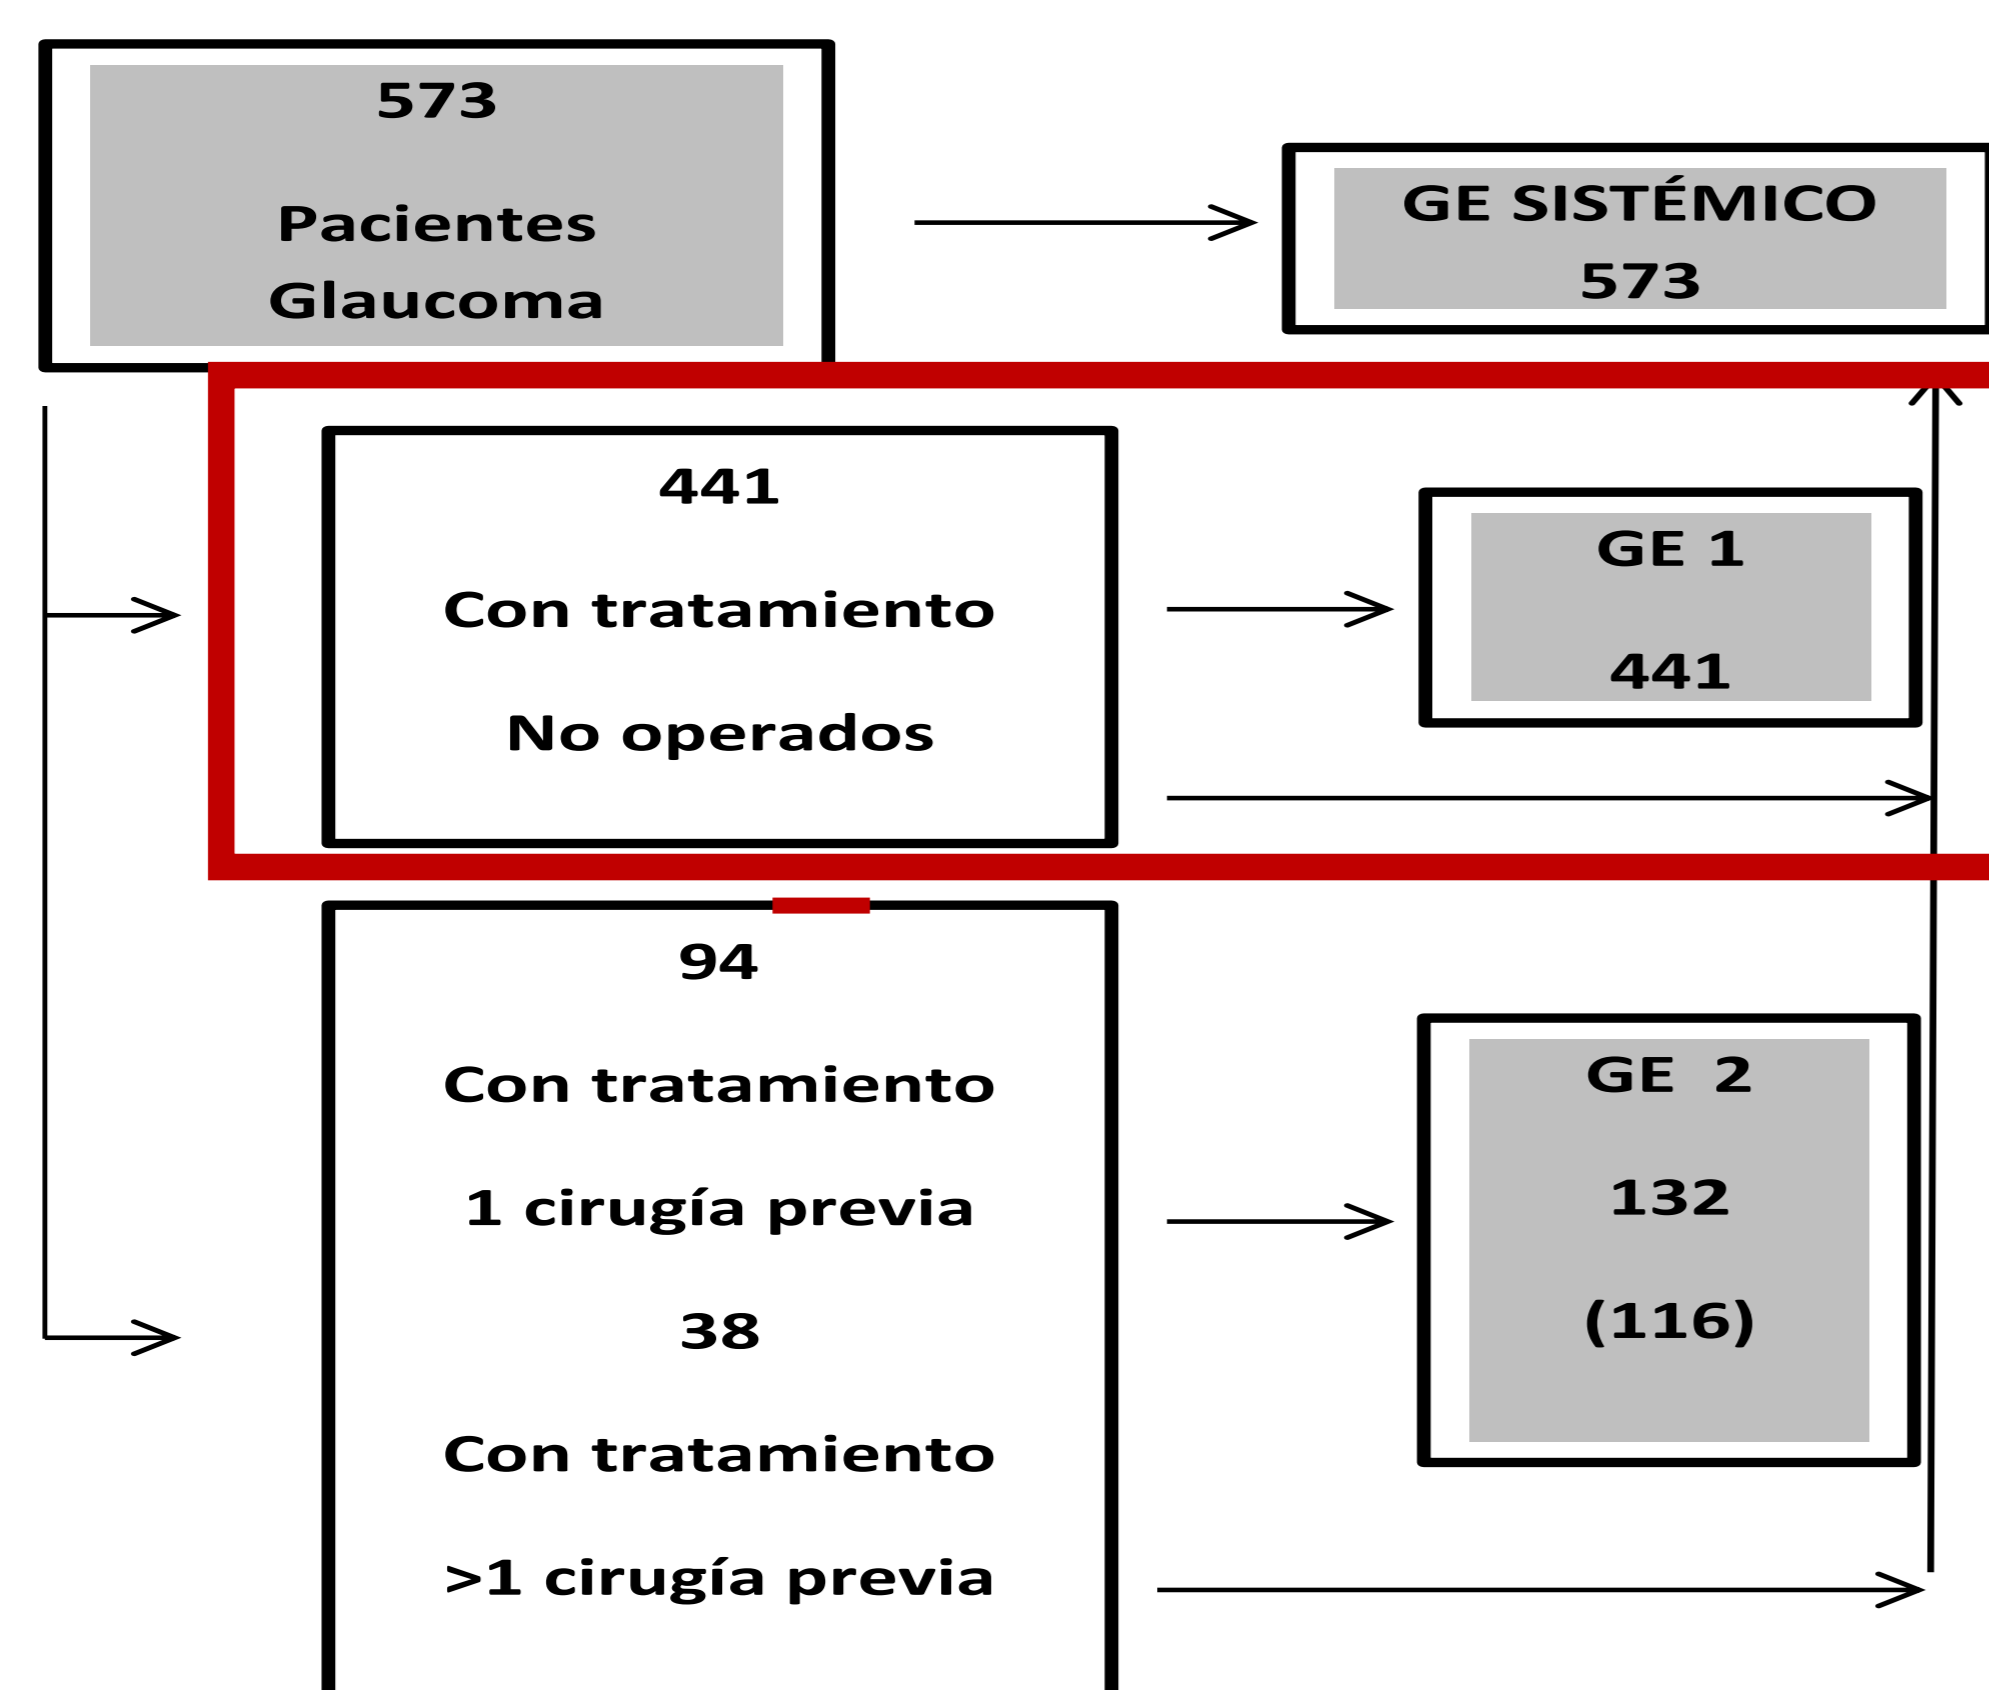 573
Pacientes
Glaucoma
GE SISTÉMICO
573
441
Con tratamiento
No operados
GE 1
441
94
Con tratamiento
1 cirugía previa
38
Con tratamiento
>1 cirugía previa
GE 2
132
(116)